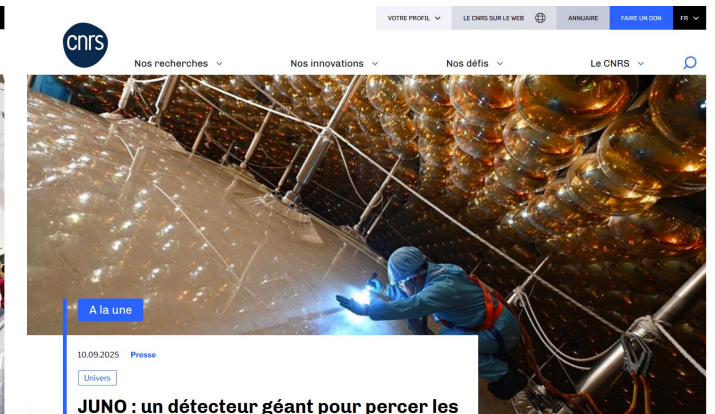 VOTRE PROFIL
LE CNRS SUR LE WEB
ANNUAIRE
FAIRE UN DON
FR
cnrs
Nos recherches
Nos innovations
Nos défis
Le CNRS
A la une
10.09.2025 Presse
Univers
JUNO : un détecteur géant pour percer les